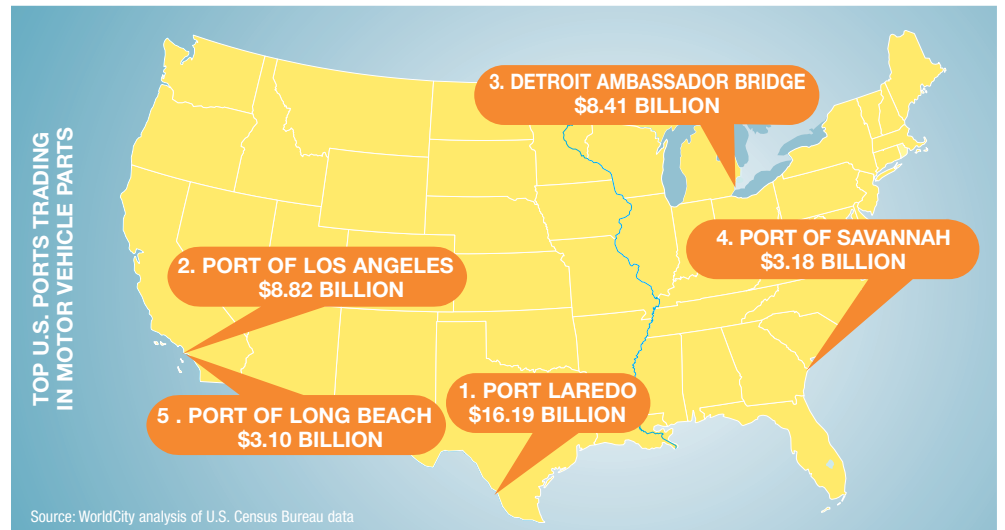 TOP U.S. PORTS TRADING
IN MOTOR VEHICLE PARTS
3. DETROIT AMBASSADOR BRIDGE
$8.41 BILLION
4. PORT OF SAVANNAH
$3.18 BILLION
2. PORT OF LOS ANGELES
$8.82 BILLION
1. PORT LAREDO
$16.19 BILLION
5 . PORT OF LONG BEACH
$3.10 BILLION
Source: WorldCity analysis of U.S. Census Bureau data